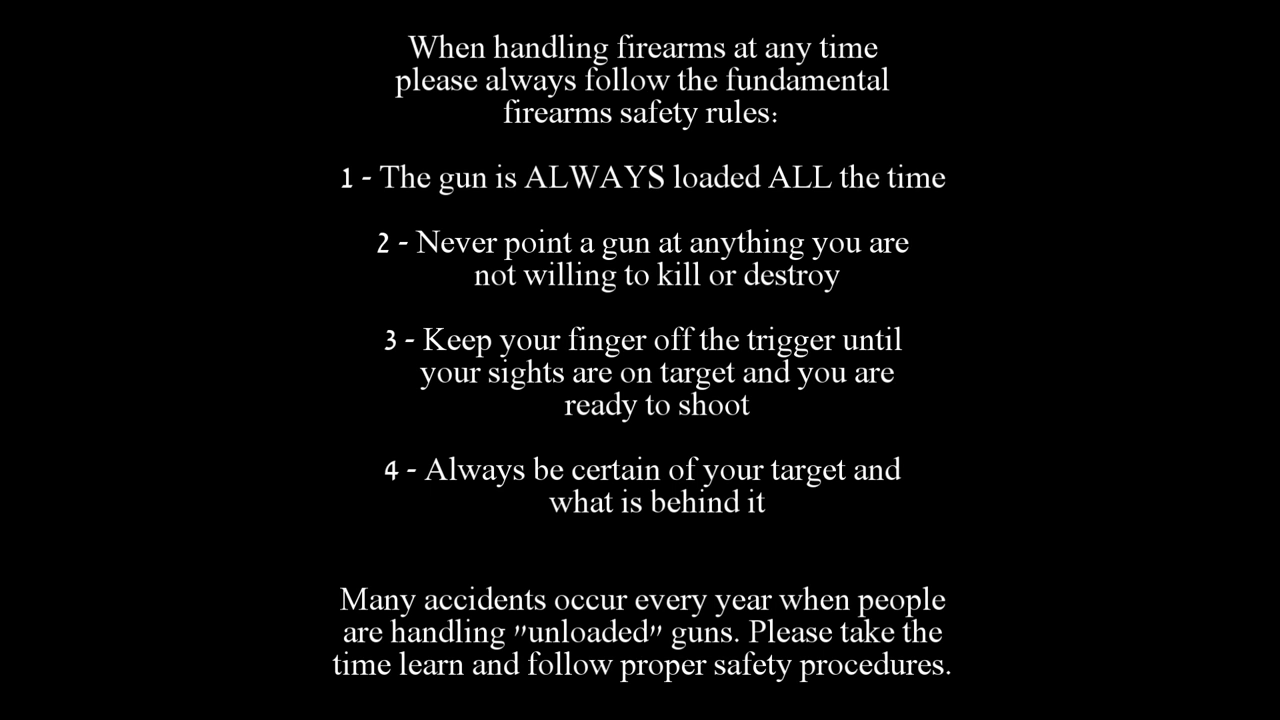 When handling firearms at any time
please always follow the fundamental
firearms safety rules:
1 - The gun is ALWAYS loaded ALL the time
2 - Never point a gun at anything you are
not willing to kill or destroy
3 - Keep your finger off the trigger until
your sights are on target and you are
ready to shoot
4 - Always be certain of your target and
what is behind it
Many accidents occur every year when people
are handling "unloaded" guns. Please take the
time learn and follow proper safety procedures.